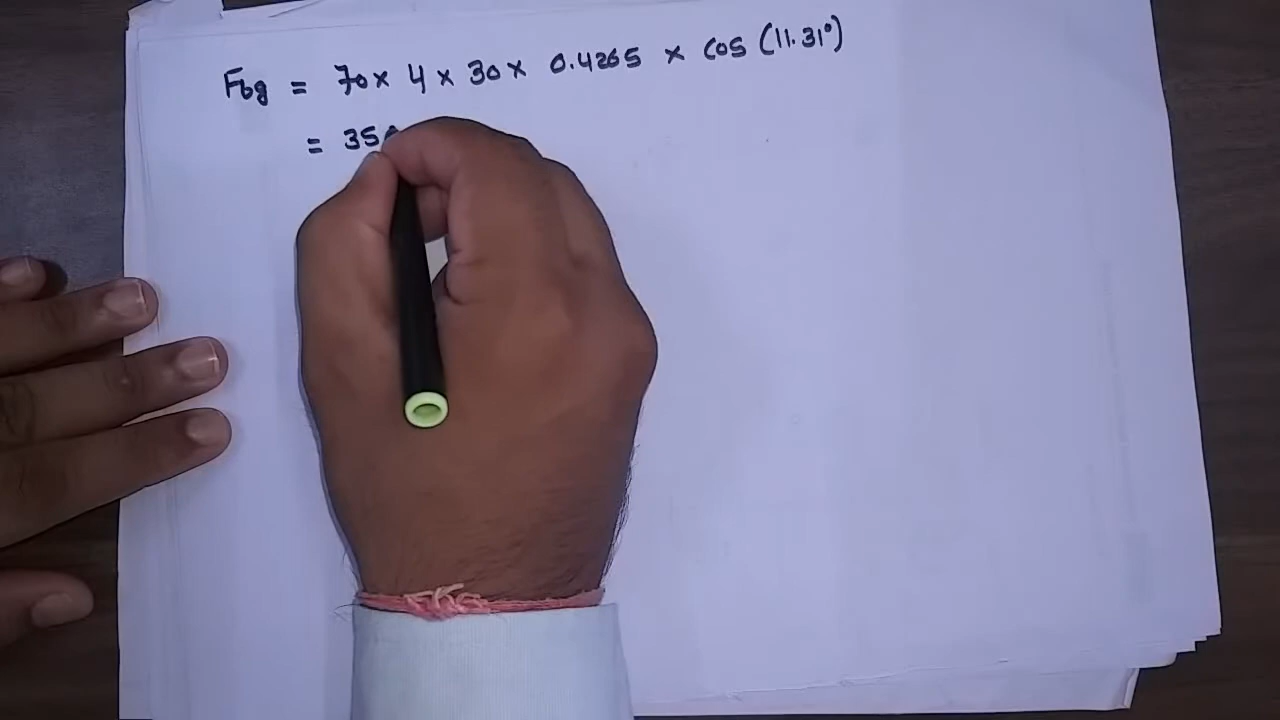 Fbg = 70 × 4 × 30 × 0.4265 × cos (11.31°)
= 35